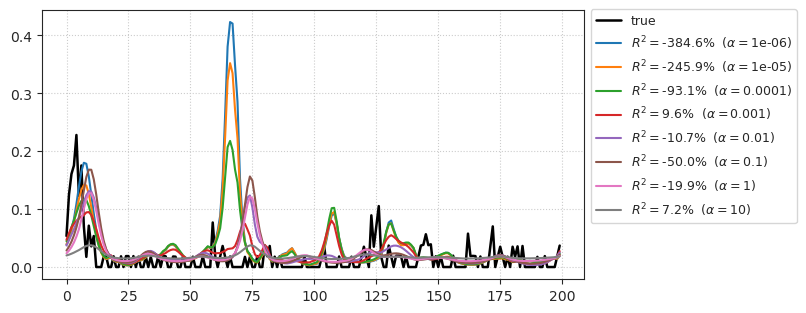 0.4
0.3
0.2
0.1
0.0
0 25 50 75 100 125 150 175 200
true
R² = -384.6% (α = 1e-06)
R² = -245.9% (α = 1e-05)
R² = -93.1% (α = 0.0001)
R² = 9.6% (α = 0.001)
R² = -10.7% (α = 0.01)
R² = -50.0% (α = 0.1)
R² = -19.9% (α = 1)
R² = 7.2% (α = 10)